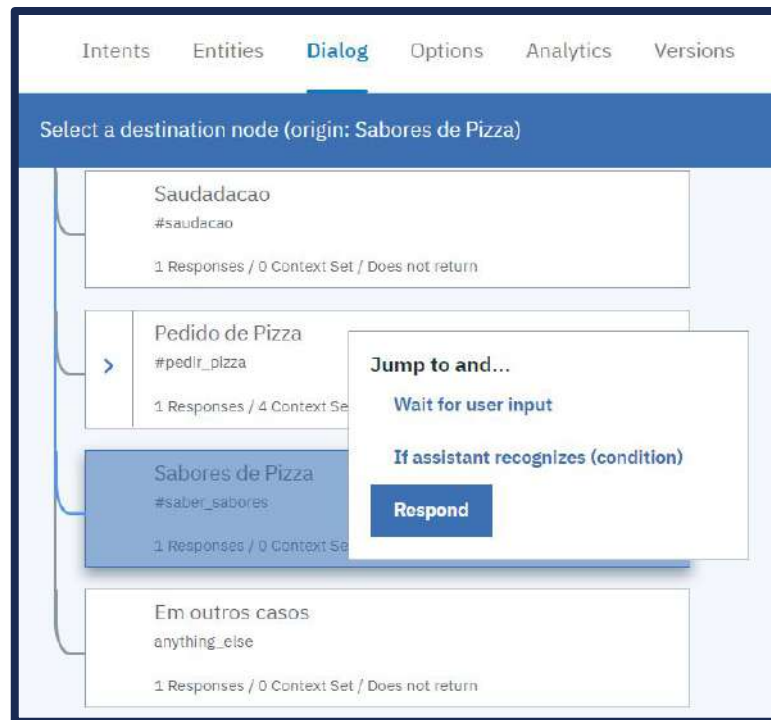 Intents Entities Dialog Options Analytics Versions
Select a destination node (origin: Sabores de Pizza)
Saudadacao
#saudacao
1 Responses / 0 Context Set / Does not return
Pedido de Pizza
#pedir_pizza
1 Responses / 4 Context Se
Jump to and...
Wait for user input
If assistant recognizes (condition)
Respond
Sabores de Pizza
#saber_sabores
1 Responses / 0 Context Se
Em outros casos
anything_else
1 Responses / 0 Context Set / Does not return